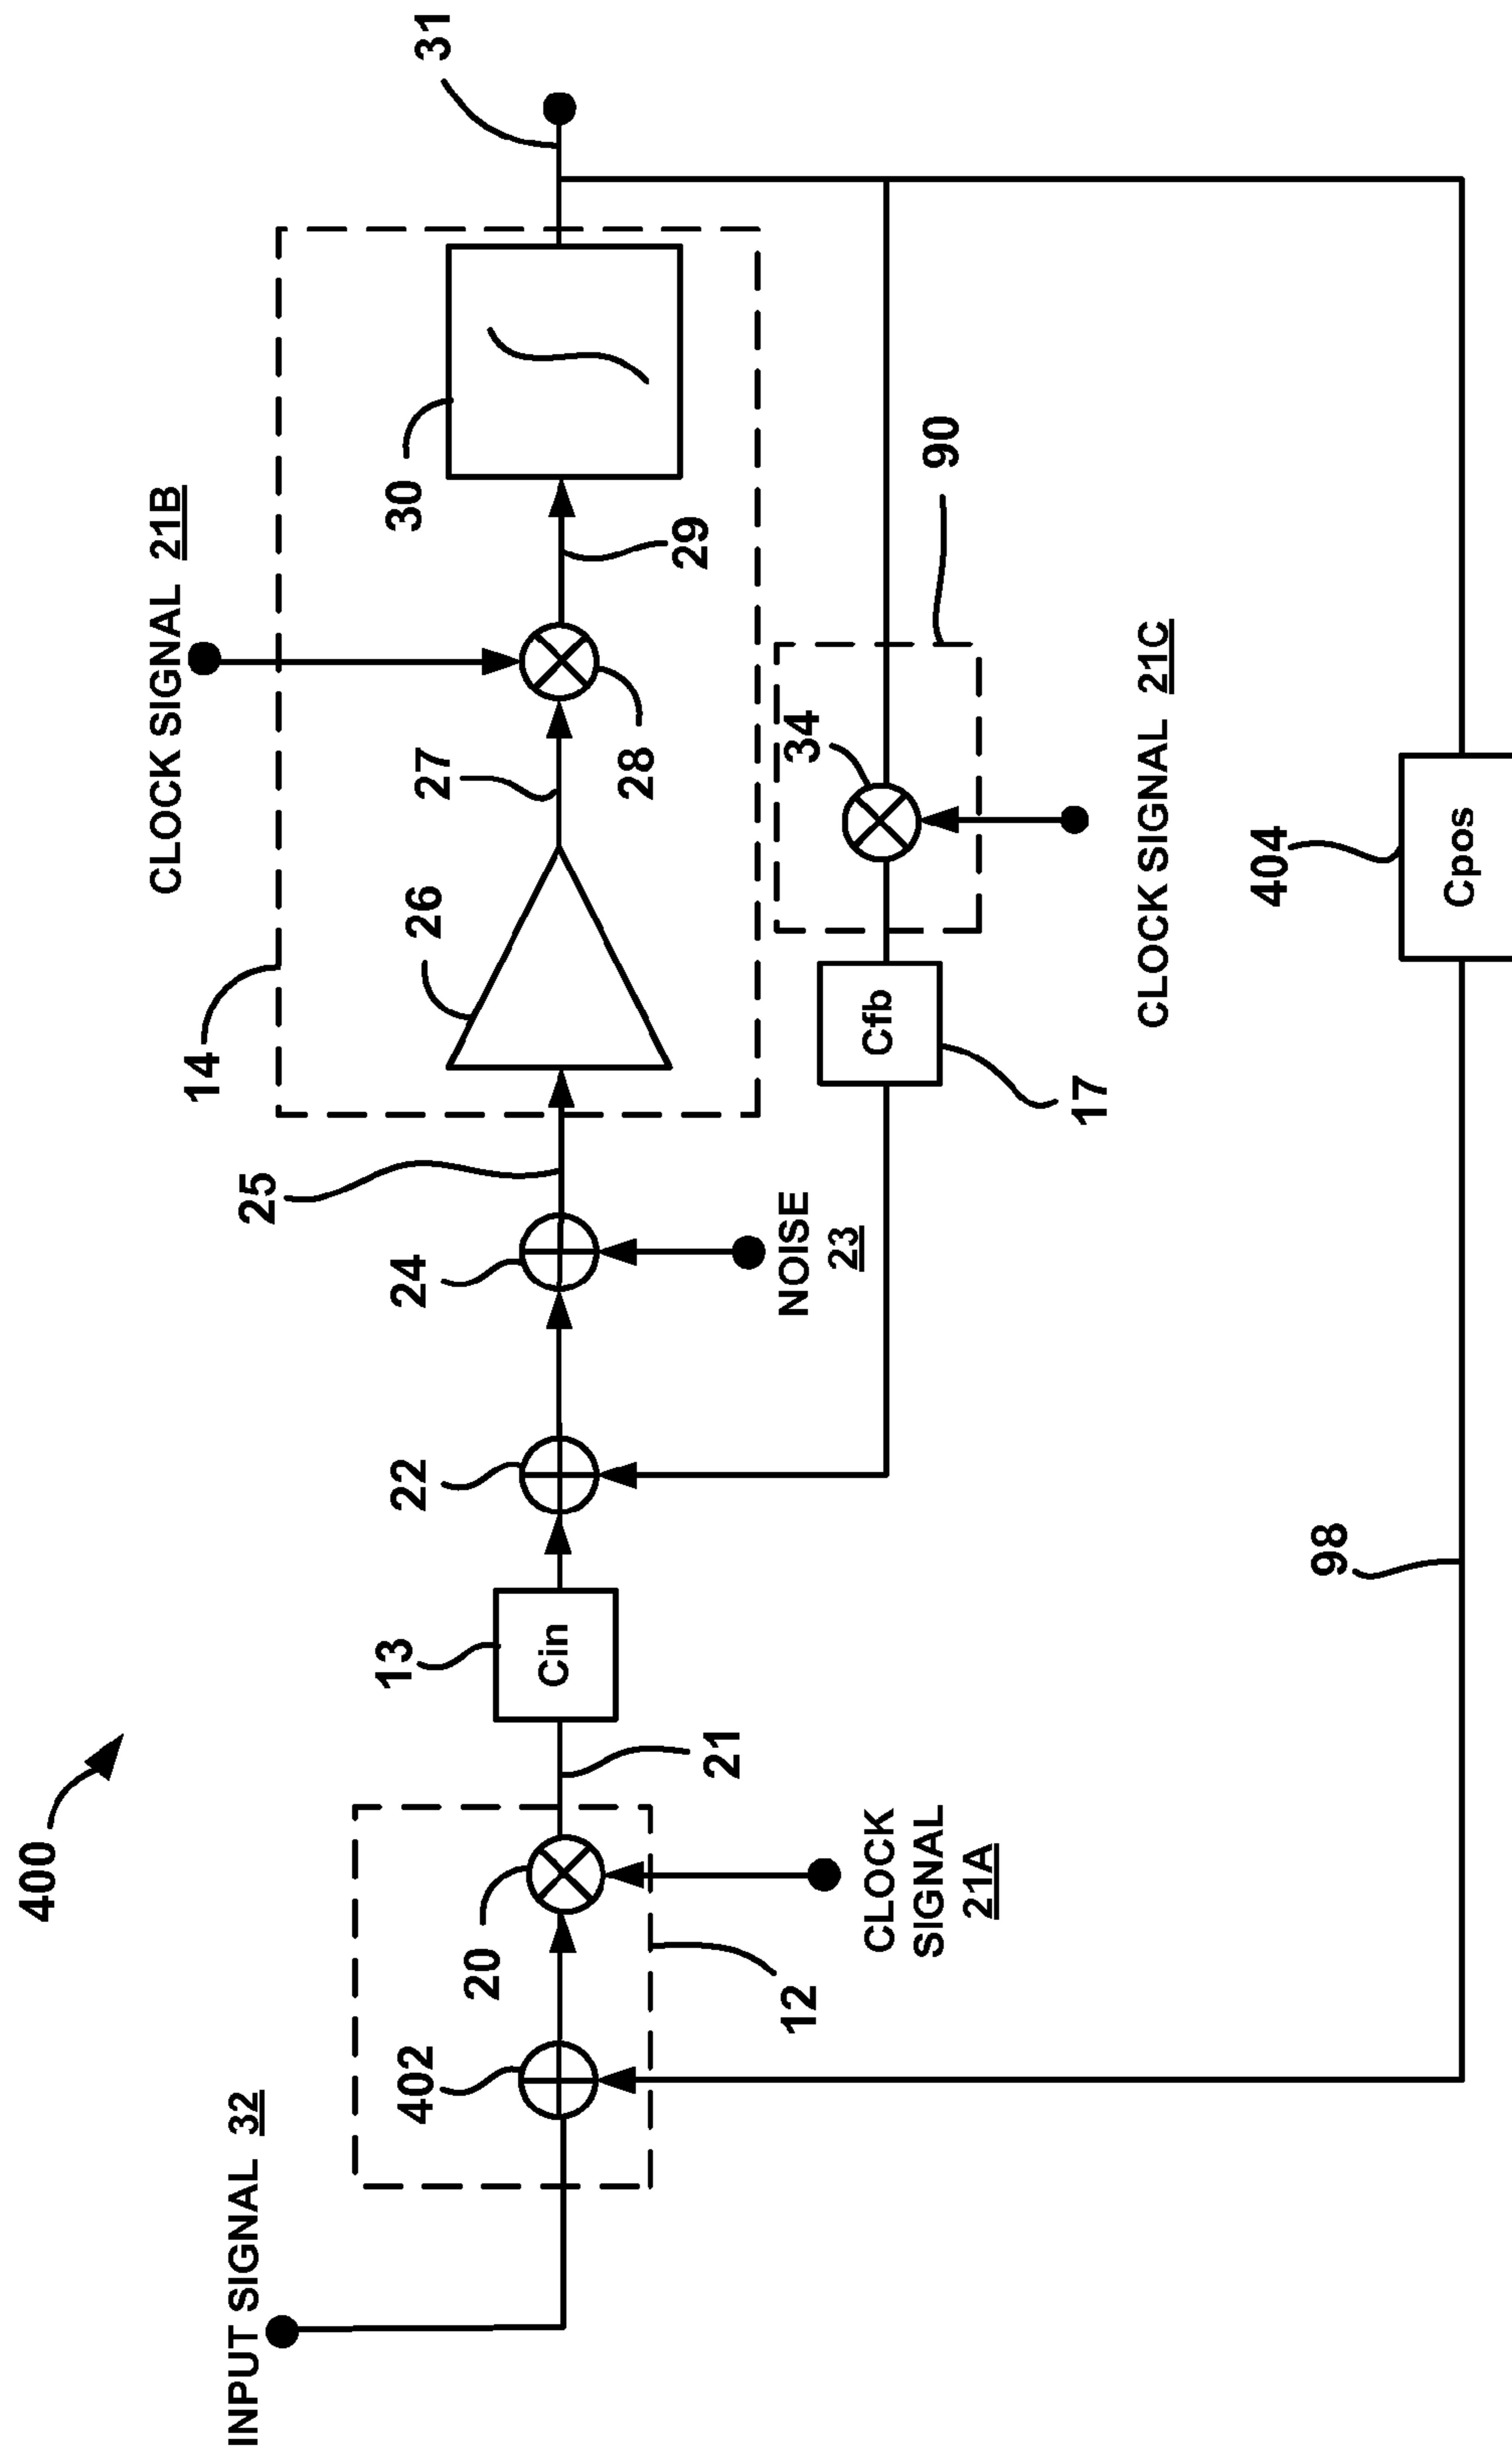 400
INPUT SIGNAL 32
402
20
12
CLOCK
SIGNAL
21A
21
13
Cin
22
24
NOISE
23
25
14
26
27
CLOCK SIGNAL 21B
28
29
30
31
Cfb
17
34
90
CLOCK SIGNAL 21C
404
Cpos
98